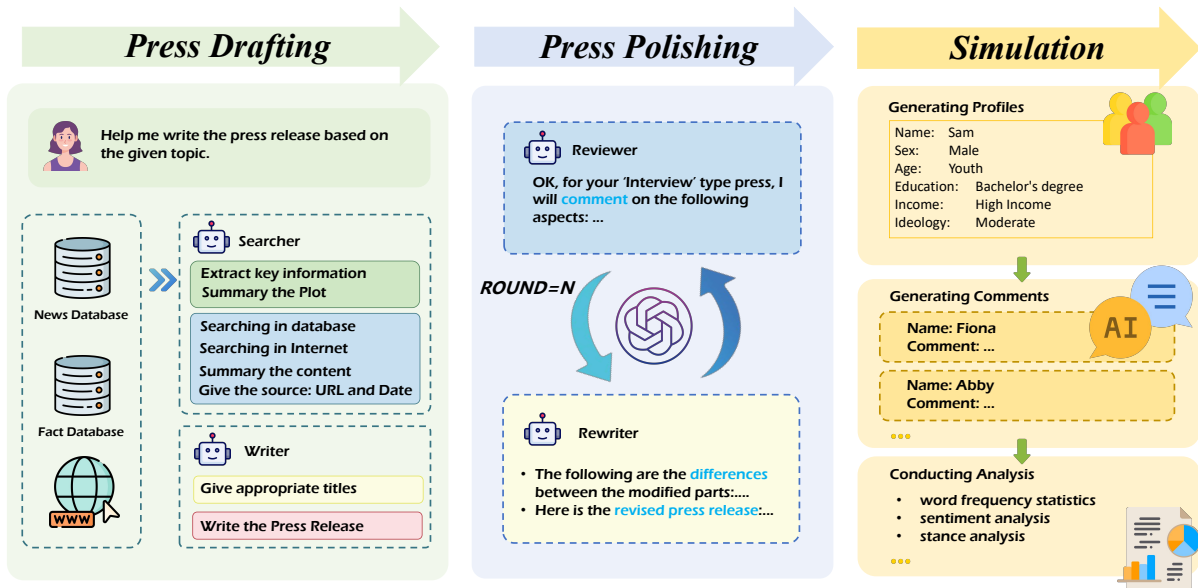 Press Drafting
Help me write the press release based on
the given topic.
News Database
Fact Database
WWW
Searcher
Extract key information
Summary the Plot
Searching in database
Searching in Internet
Summary the content
Give the source: URL and Date
Writer
Give appropriate titles
Write the Press Release
Press Polishing
Reviewer
OK, for your ‘Interview’ type press, I
will comment on the following
aspects: ...
ROUND=N
Rewriter
• The following are the differences
between the modified parts:....
• Here is the revised press release:...
Simulation
Generating Profiles
Name: Sam
Sex: Male
Age: Youth
Education: Bachelor's degree
Income: High Income
Ideology: Moderate
Generating Comments
AI
Name: Fiona
Comment: ...
Name: Abby
Comment: ...
Conducting Analysis
• word frequency statistics
• sentiment analysis
• stance analysis